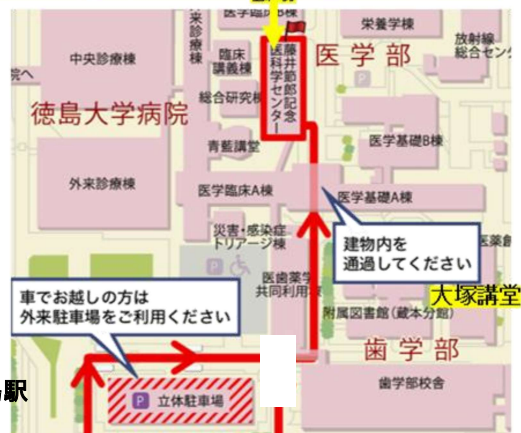 医学臨床B棟
栄養学棟
外来診療棟
臨床
講義棟
藤井節郎記念
医科学センター
医学部
放射線
総合セン
中央診療棟
院へ
P
総合研究棟
徳島大学病院
青藍講堂
医学基礎B棟
外来診療棟
医学臨床A棟
医学基礎A棟
災害・感染症
トリアージ棟
P
建物内を
通過してください
医薬創
医歯薬学
共同利用棟
車でお越しの方は
外来駐車場をご利用ください
大塚講堂
附属図書館(蔵本分館)
歯学部
駅
歯学部校舎
P 立体駐車場